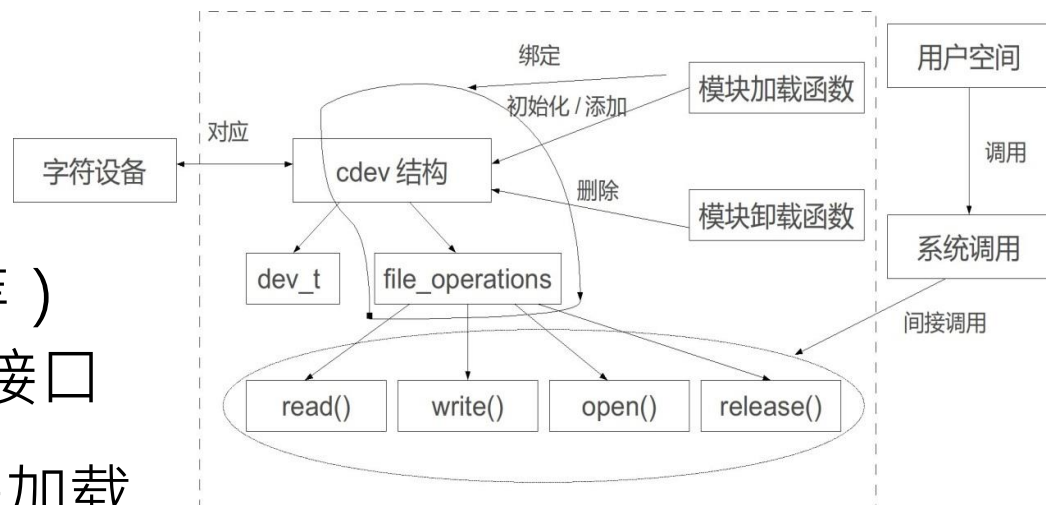 绑定
用户空间
模块加载函数
初始化 / 添加
对应
字符设备
cdev 结构
调用
删除
模块卸载函数
系统调用
dev_t
file_operations
)
间接调用
接口
read()
write()
open()
release()
加载